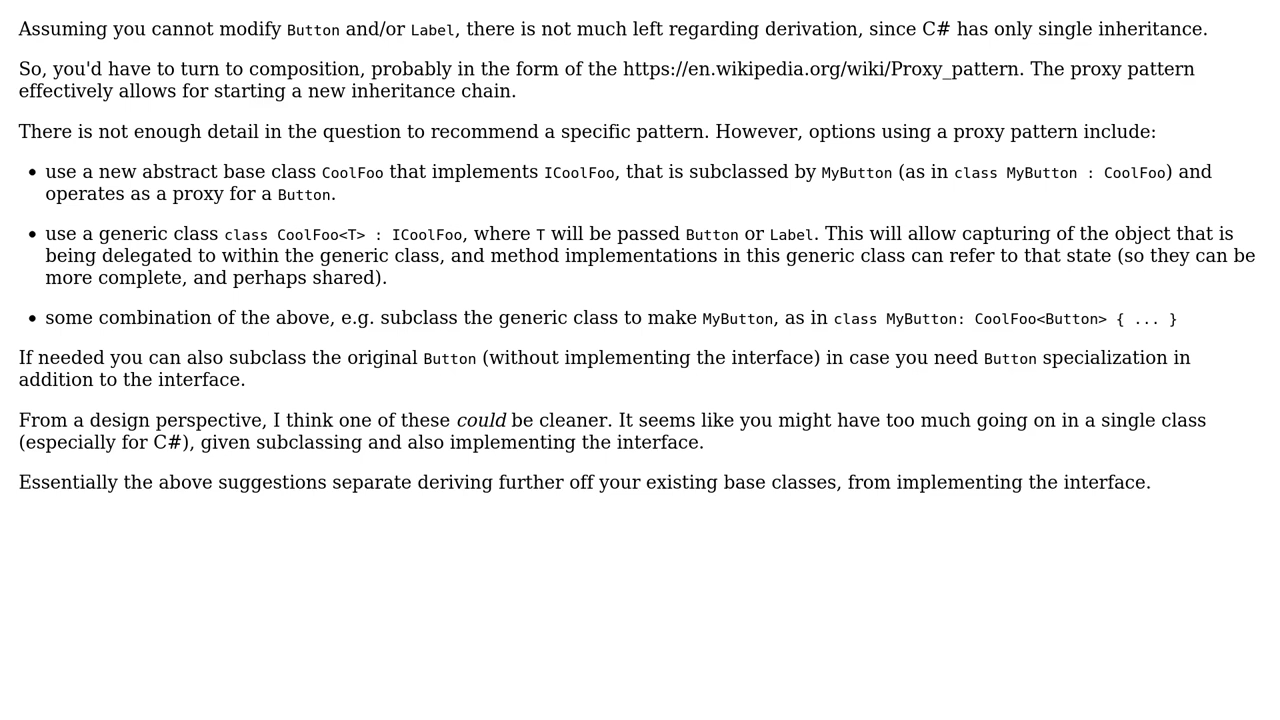 Assuming you cannot modify Button and/or Label, there is not much left regarding derivation, since C# has only single inheritance.
So, you'd have to turn to composition, probably in the form of the https://en.wikipedia.org/wiki/Proxy_pattern. The proxy pattern
effectively allows for starting a new inheritance chain.
There is not enough detail in the question to recommend a specific pattern. However, options using a proxy pattern include:
• use a new abstract base class CoolFoo that implements ICoolFoo, that is subclassed by MyButton (as in class MyButton : CoolFoo) and
operates as a proxy for a Button.
• use a generic class class CoolFoo<T> : ICoolFoo, where T will be passed Button or Label. This will allow capturing of the object that is
being delegated to within the generic class, and method implementations in this generic class can refer to that state (so they can be
more complete, and perhaps shared).
• some combination of the above, e.g. subclass the generic class to make MyButton, as in class MyButton: CoolFoo<Button> { ... }
If needed you can also subclass the original Button (without implementing the interface) in case you need Button specialization in
addition to the interface.
From a design perspective, I think one of these could be cleaner. It seems like you might have too much going on in a single class
(especially for C#), given subclassing and also implementing the interface.
Essentially the above suggestions separate deriving further off your existing base classes, from implementing the interface.